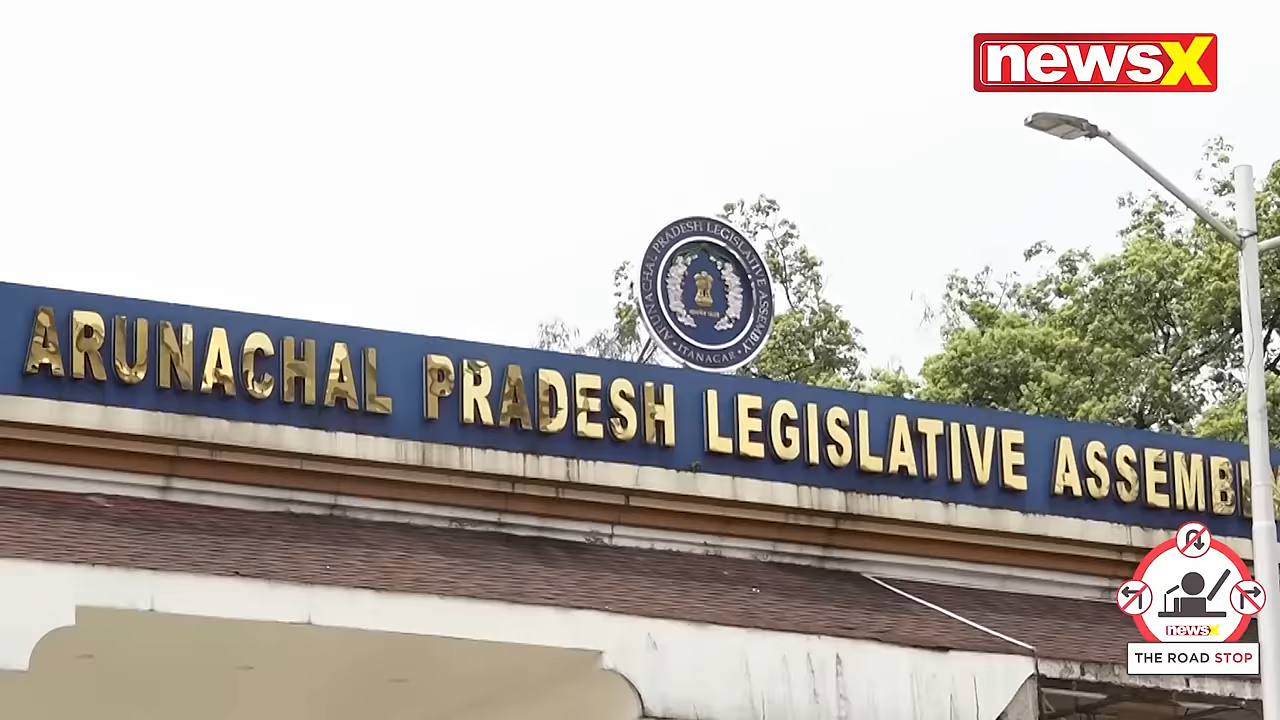 newsX
ARUNACHAL PRADESH LEGISLATIVE ASSEMBLY
ITANAGAR
ARUNACHAL PRADESH LEGISLATIVE ASSEMB
newsX
THE ROAD STOP